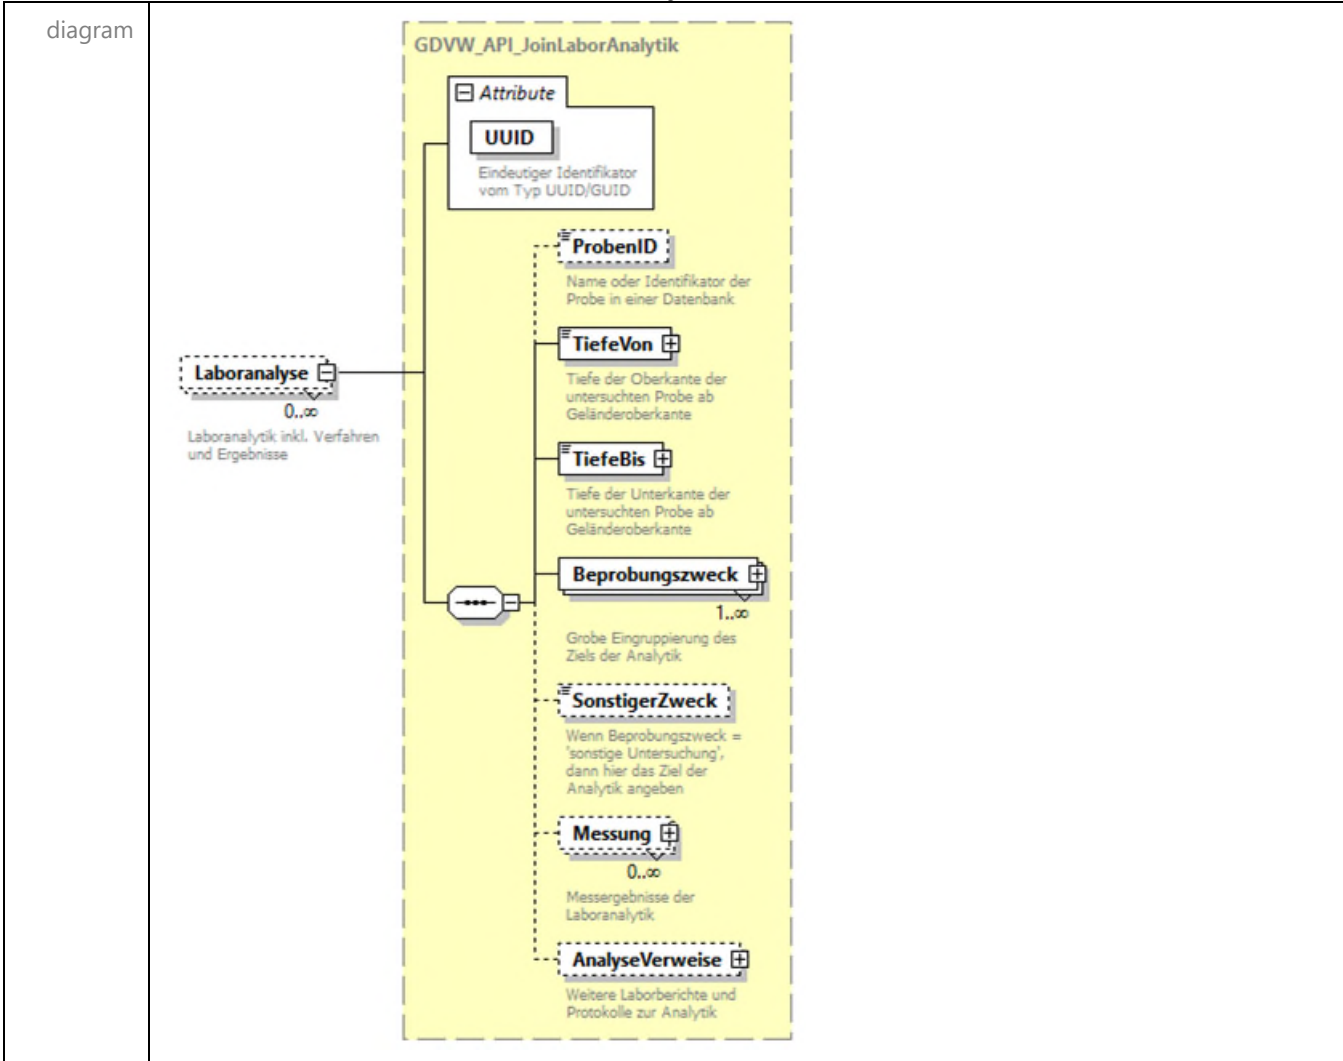 diagram
GDVW_API_JoinLaborAnalytik
Attribute
UUID
Eindeutiger Identifikator
vom Typ UUID/GUID
ProbenID
Name oder Identifikator der
Probe in einer Datenbank
TiefeVon
Tiefe der Oberkante der
untersuchten Probe ab
Geländeroberkante
Laboranalyse
0..∞
Laboranalytik inkl. Verfahren
und Ergebnisse
TiefeBis
Tiefe der Unterkante der
untersuchten Probe ab
Geländeroberkante
Beprobungszweck
1..∞
Grobe Eingruppierung des
Ziels der Analytik
SonstigerZweck
Wenn Beprobungszweck =
'sonstige Untersuchung',
dann hier das Ziel der
Analytik angeben
Messung
0..∞
Messergebnisse der
Laboranalytik
AnalyseVerweise
Weitere Laborberichte und
Protokolle zur Analytik